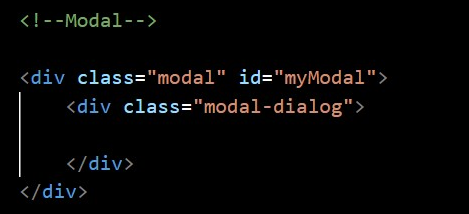 <!--Modal-->
<div class="modal" id="myModal">
<div class="modal-dialog">
</div>
</div>